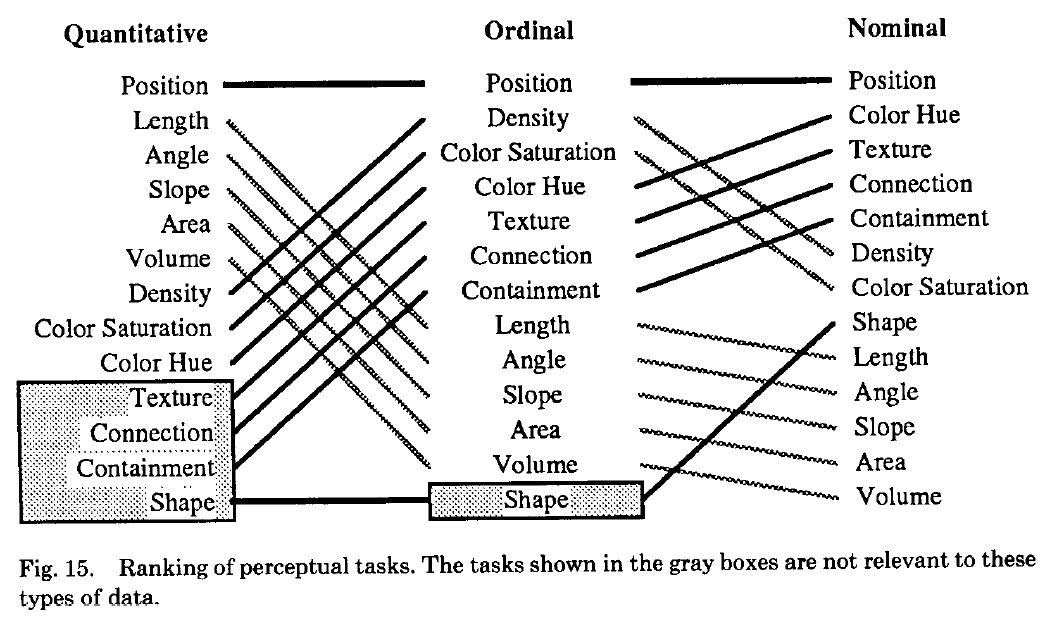 Quantitative
Position
Length
Angle
Slope
Area
Volume
Density
Color Saturation
Color Hue
Texture
Connection
Containment
Shape
Ordinal
Position
Density
Color Saturation
Color Hue
Texture
Connection
Containment
Length
Angle
Slope
Area
Volume
Shape
Nominal
Position
Color Hue
Texture
Connection
Containment
Density
Color Saturation
Shape
Length
Angle
Slope
Area
Volume
Fig. 15. Ranking of perceptual tasks. The tasks shown in the gray boxes are not relevant to these
types of data.